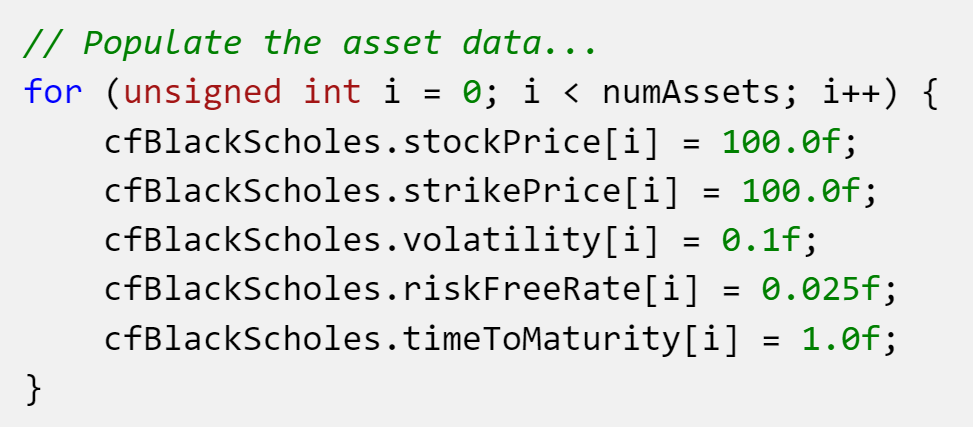 // Populate the asset data...
for (unsigned int i = 0; i < numAssets; i++) {
    cfBlackScholes.stockPrice[i] = 100.0f;
    cfBlackScholes.strikePrice[i] = 100.0f;
    cfBlackScholes.volatility[i] = 0.1f;
    cfBlackScholes.riskFreeRate[i] = 0.025f;
    cfBlackScholes.timeToMaturity[i] = 1.0f;
}